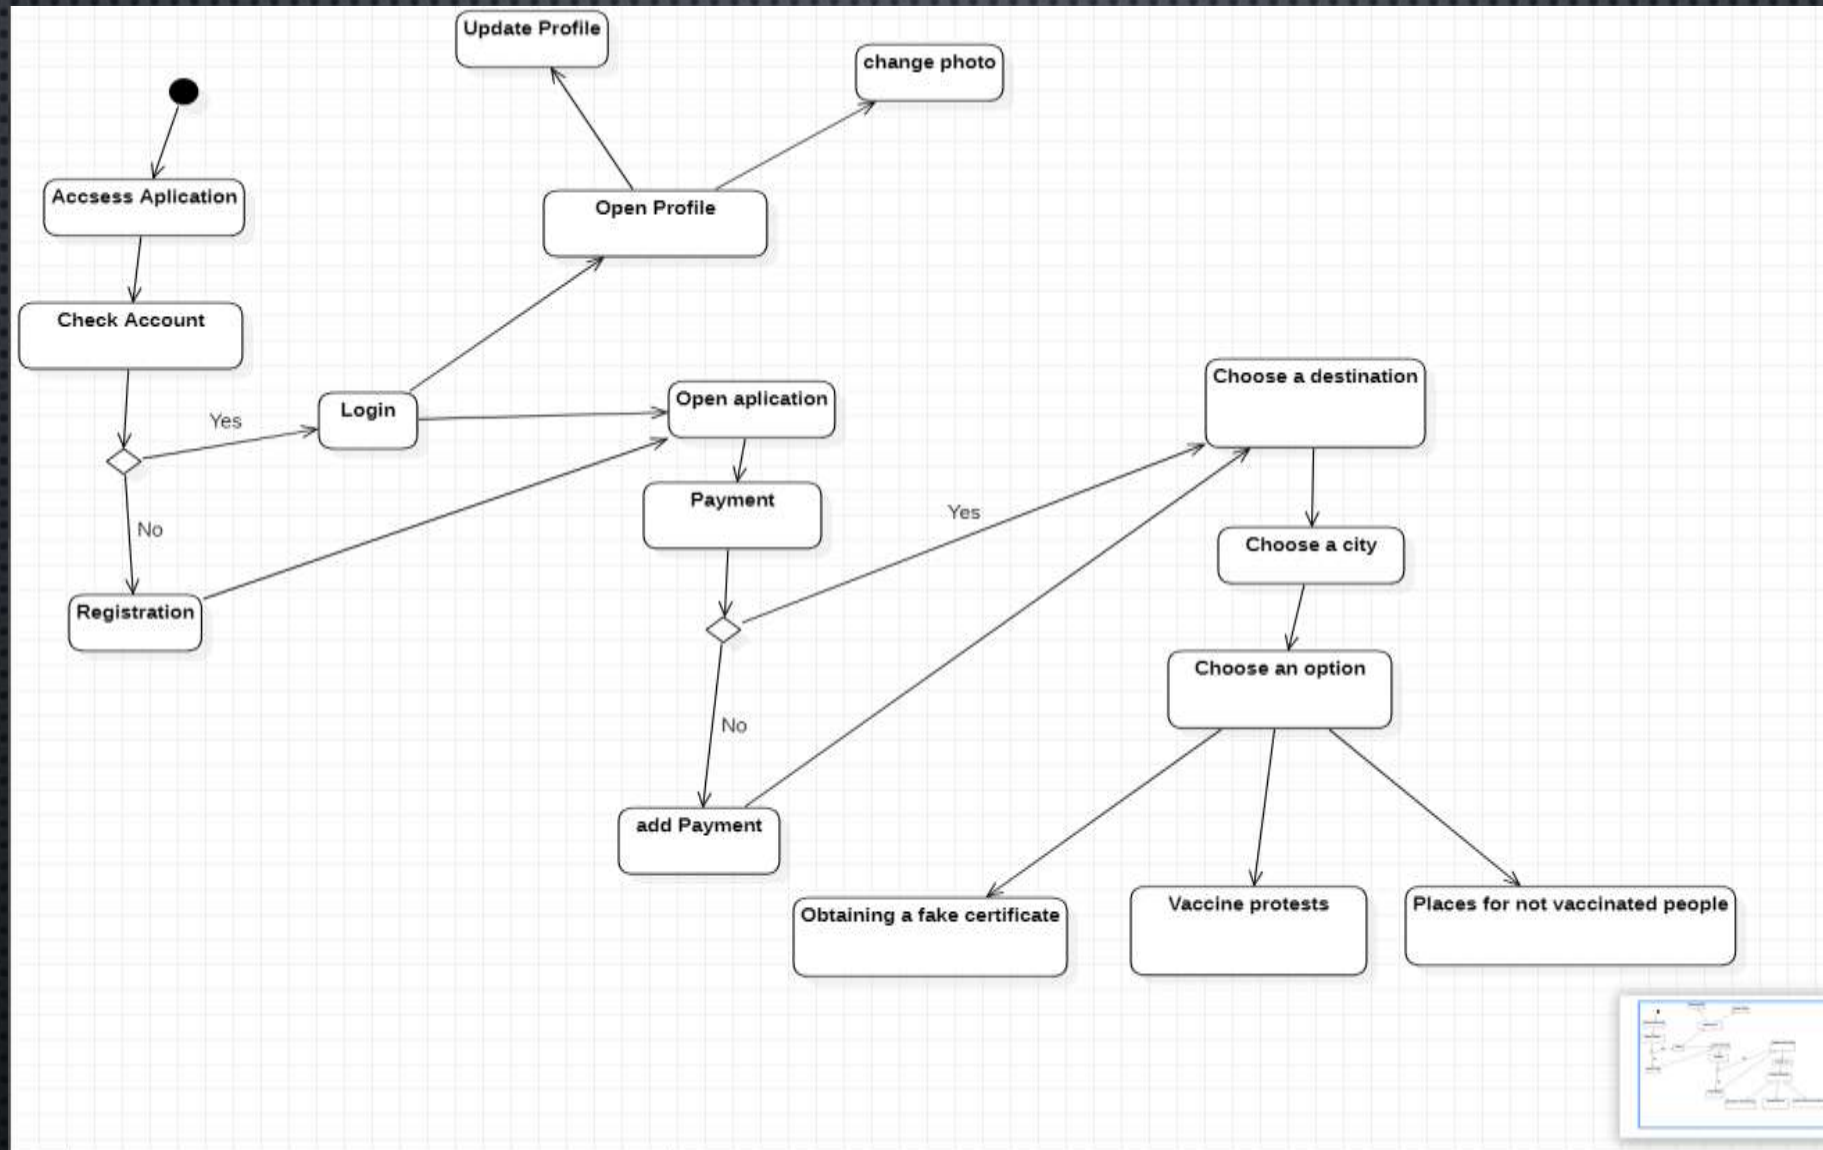 Update Profile
change photo
Accsess Aplication
Open Profile
Check Account
Choose a destination
Open aplication
Login
Yes
Payment
Yes
No
Choose a city
Registration
Choose an option
No
add Payment
Obtaining a fake certificate
Vaccine protests
Places for not vaccinated people